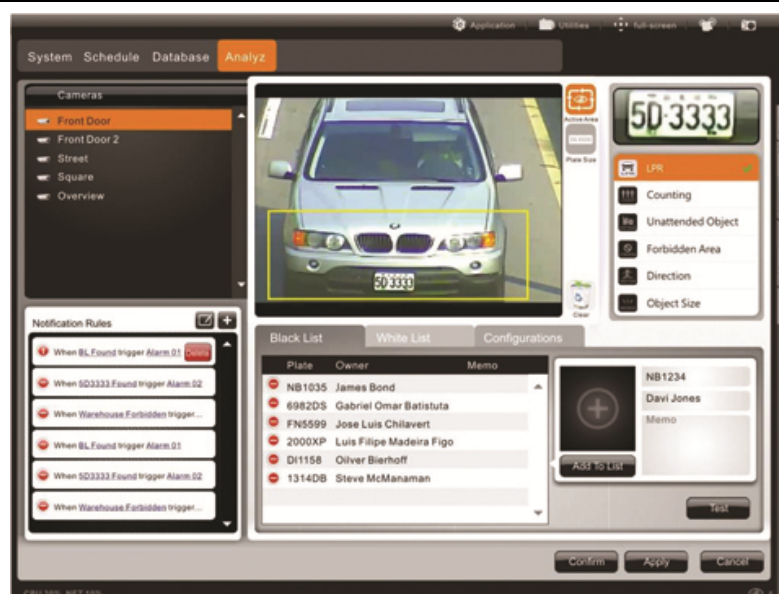 Application Utilities full-screen
System Schedule Database Analyz
Cameras
Front Door
Front Door 2
Street
Square
Overview
Active Area
Plate Size
Clear
5D·3333
5D·3333
LPR
Counting
Unattended Object
Forbidden Area
Direction
Object Size
Notification Rules
When BL Found trigger Alarm 01 Delete
When 5D3333 Found trigger Alarm 02
When Warehouse Forbidden trigger...
When BL Found trigger Alarm 01
When 5D3333 Found trigger Alarm 02
When Warehouse Forbidden trigger...
Black List White List Configurations
Plate Owner Memo
NB1035 James Bond
6982DS Gabriel Omar Batistuta
FN5599 Jose Luis Chilavert
2000XP Luis Filipe Madeira Figo
DI1158 Oilver Bierhoff
1314DB Steve McManaman
NB1234
Davi Jones
Memo
Add To List
Test
Confirm Apply Cancel